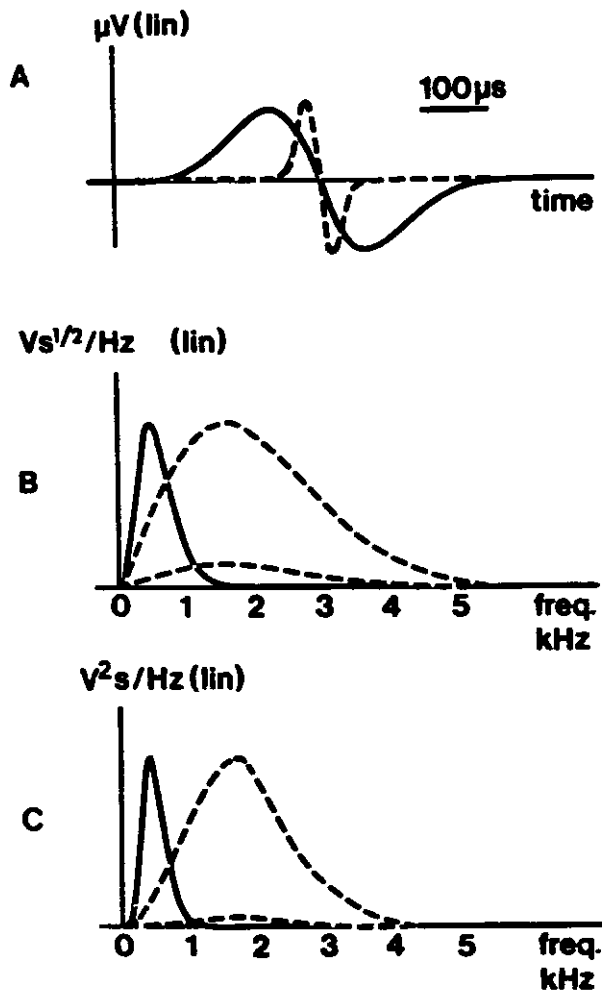 µV (lin)
A
100µs
time
Vs1/2/Hz (lin)
B
0 1 2 3 4 5 freq.
kHz
V2s/Hz (lin)
C
0 1 2 3 4 5 freq.
kHz